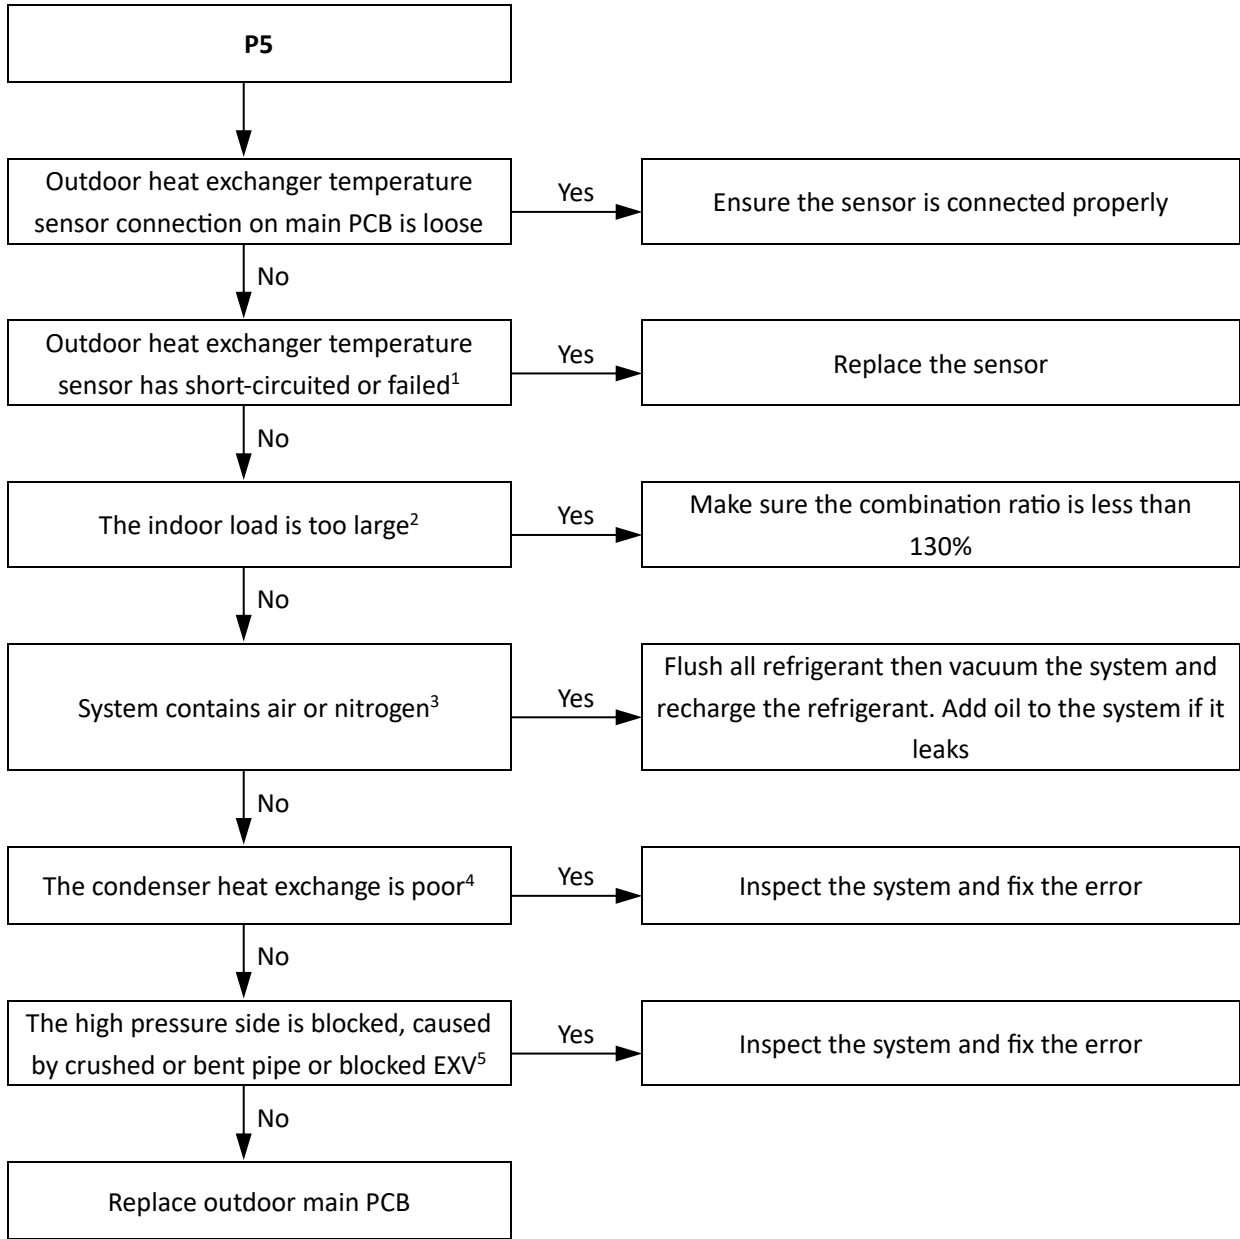 P5
Outdoor heat exchanger temperature
sensor connection on main PCB is loose
Yes
Ensure the sensor is connected properly
No
Outdoor heat exchanger temperature
sensor has short-circuited or failed1
Yes
Replace the sensor
No
The indoor load is too large2
Yes
Make sure the combination ratio is less than
130%
No
System contains air or nitrogen3
Yes
Flush all refrigerant then vacuum the system and
recharge the refrigerant. Add oil to the system if it
leaks
No
The condenser heat exchange is poor4
Yes
Inspect the system and fix the error
No
The high pressure side is blocked, caused
by crushed or bent pipe or blocked EXV5
Yes
Inspect the system and fix the error
No
Replace outdoor main PCB